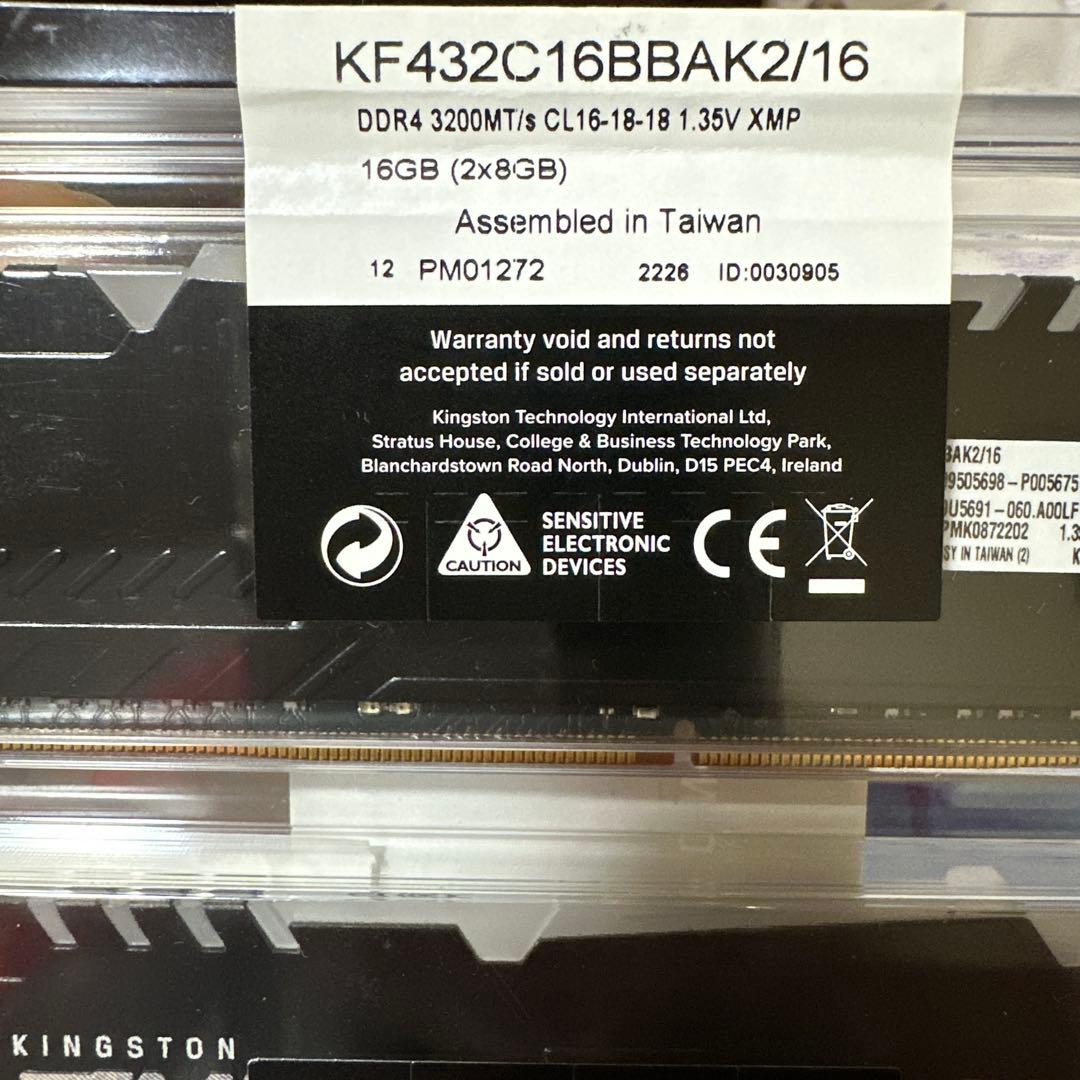 KF432C16BBAK2/16
DDR4 3200MT/s CL16-18-18 1.35V XMP
16GB (2x8GB)
Assembled in Taiwan
12 PM01272 2226 ID:0030905
Warranty void and returns not
accepted if sold or used separately
Kingston Technology International Ltd,
Stratus House, College & Business Technology Park,
Blanchardstown Road North, Dublin, D15 PEC4, Ireland
CAUTION
SENSITIVE
ELECTRONIC
DEVICES
CE
BAK2/16
9505698-P005675
U5691-060.A00LF
PMK0872202 1.3
SY IN TAIWAN (2) K
KINGSTON